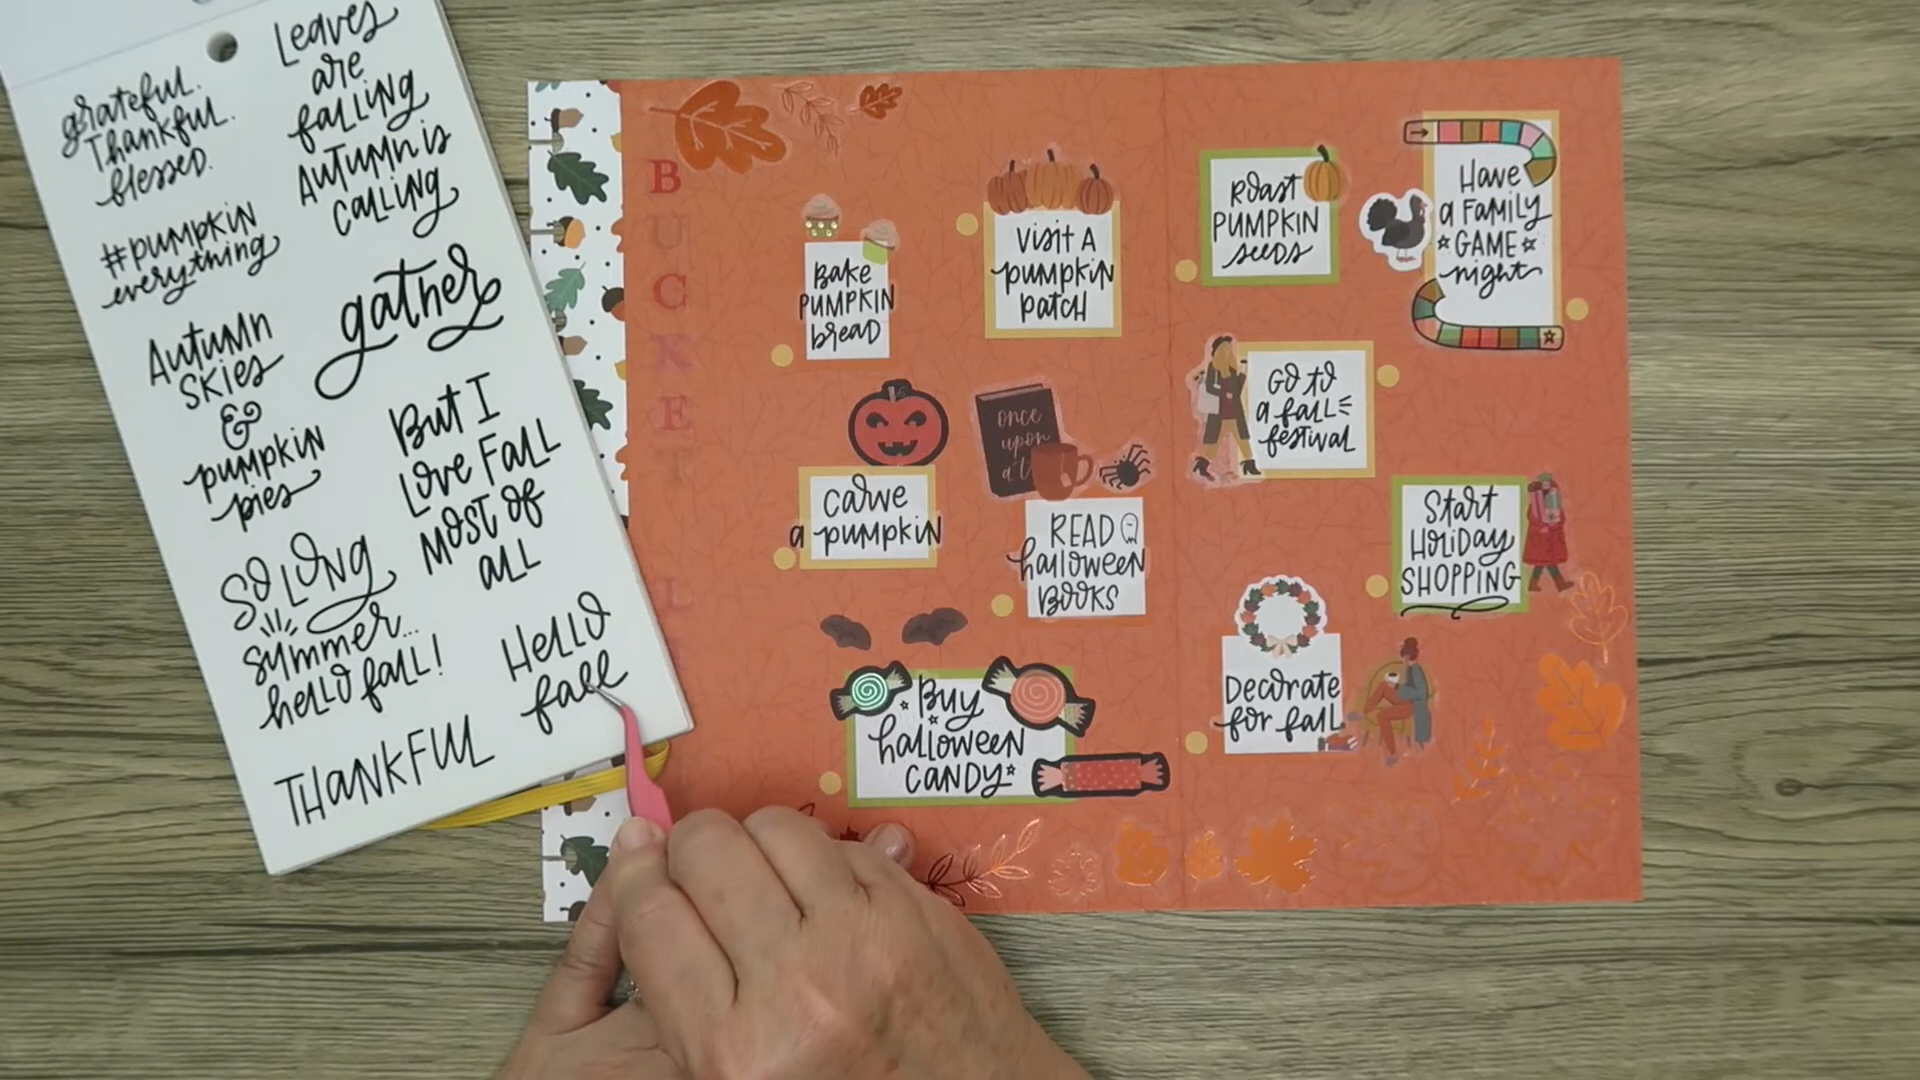 grateful.
Thankful.
blessed.
Leaves
are
falling
Autumn is
calling
#pumpkin
everything
gather
Autumn
skies
&
pumpkin
pies
But I
Love Fall
Most of
all
So Long
summer...
hello fall!
Hello
fall
THANKFUL
B
U
C
K
E
T
L
Bake
PUMPKIN
bread
visit A
pumpkin
patch
Roast
PUMPKIN
seeds
Have
a FAMILY
GAME
night
carve
a pumpkin
once
upon
a t
READ
halloween
BOOKS
Go to
a fall
festival
Start
HOLIDAY
SHOPPING
Buy
halloween
CANDY
Decorate
for fall